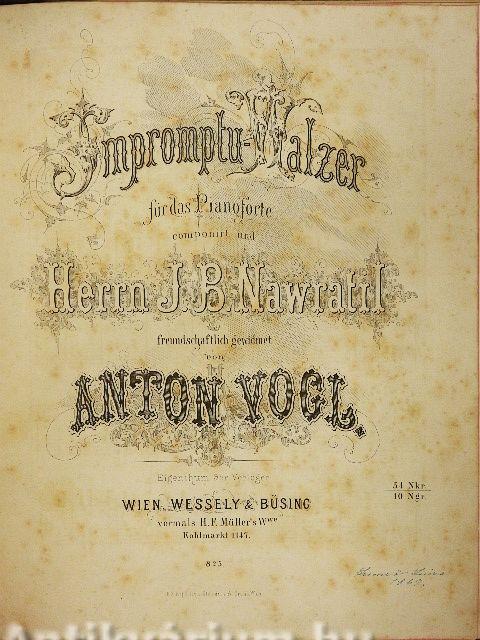 Impromptu-Walzer
für das Pianoforte
componirt und
Herrn J. B. Nawratil
freundschaftlich gewidmet
von
ANTON VOGL.
Eigenthum der Verleger
WIEN, WESSELY & BÜSING
vormals H. F. Müller's Wwe
Kohlmarkt 1147.
54 Nkr.
10 Ngr.
825
Antikvárium.hu